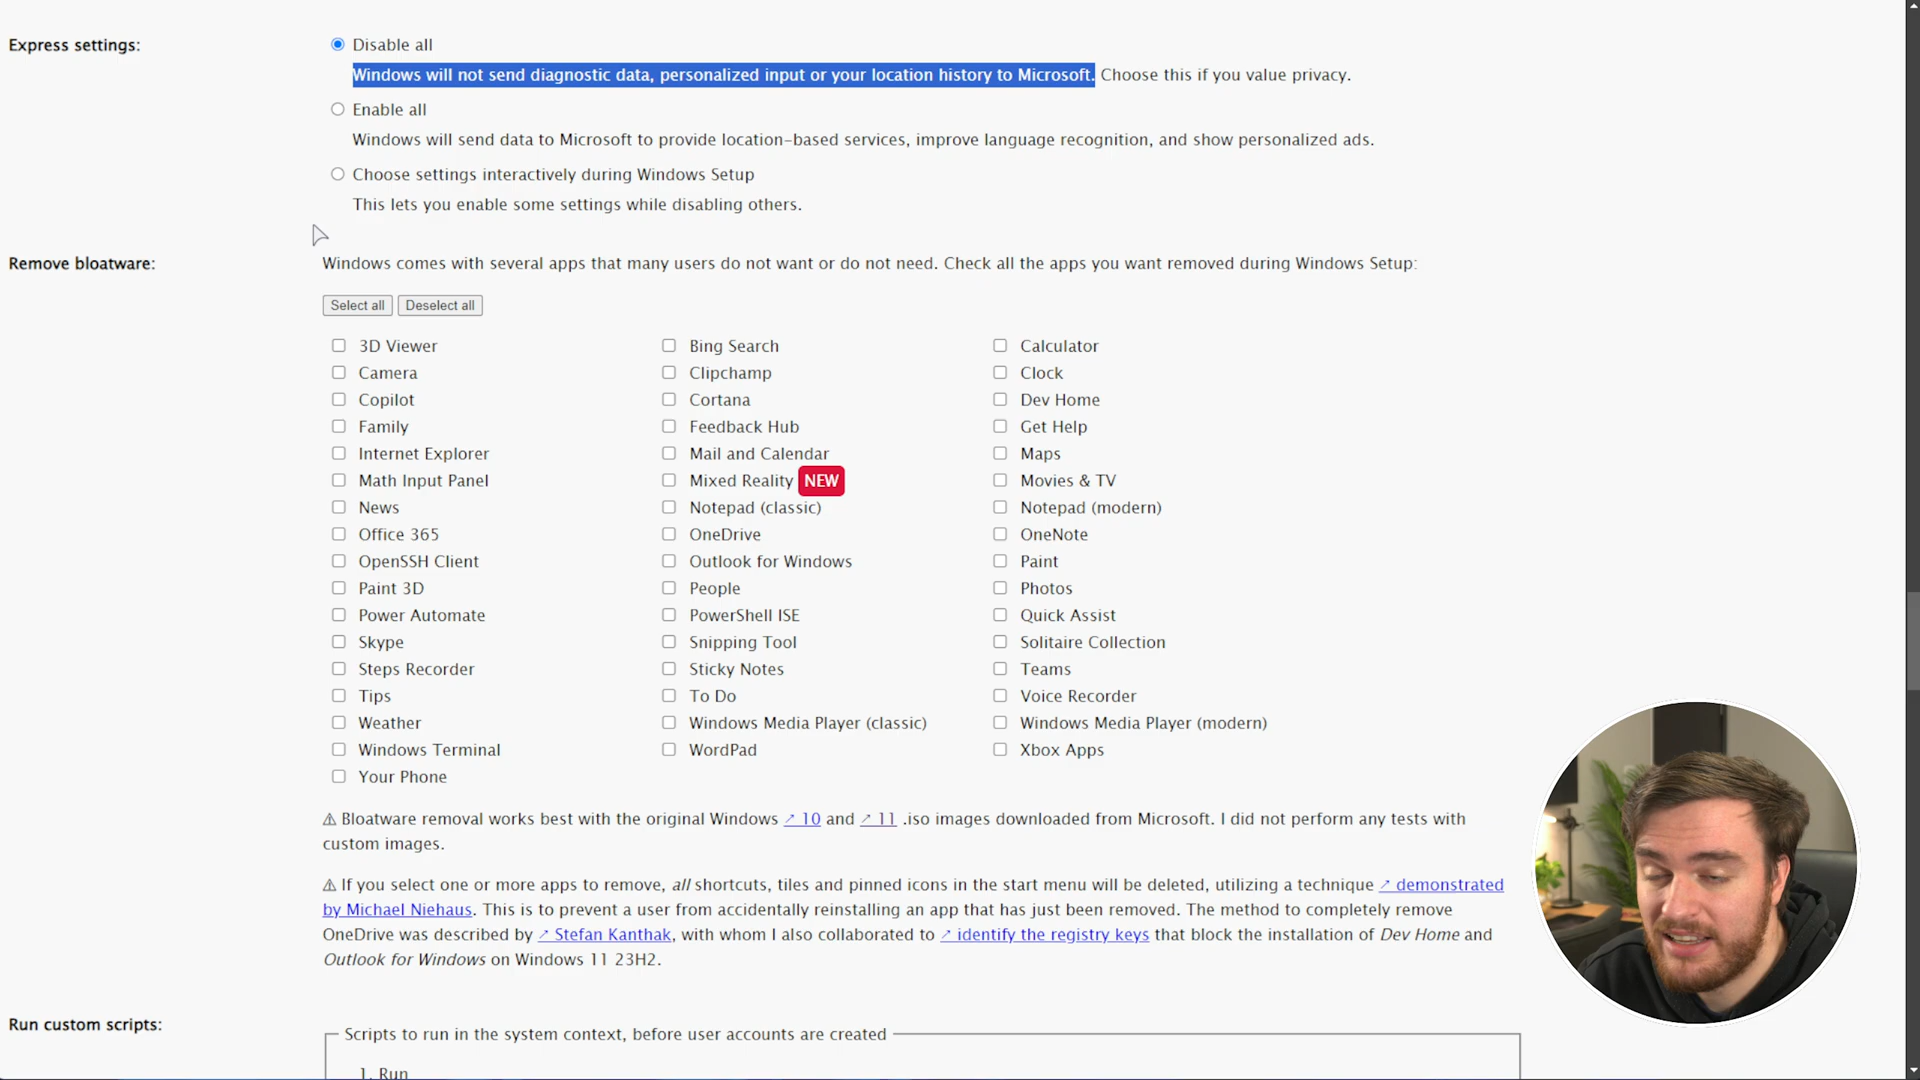 Express settings:
Disable all
Windows will not send diagnostic data, personalized input or your location history to Microsoft. Choose this if you value privacy.
Enable all
Windows will send data to Microsoft to provide location-based services, improve language recognition, and show personalized ads.
Choose settings interactively during Windows Setup
This lets you enable some settings while disabling others.
Remove bloatware:
Windows comes with several apps that many users do not want or do not need. Check all the apps you want removed during Windows Setup:
Select all Deselect all
3D Viewer Bing Search Calculator
Camera Clipchamp Clock
Copilot Cortana Dev Home
Family Feedback Hub Get Help
Internet Explorer Mail and Calendar Maps
Math Input Panel Mixed Reality NEW Movies & TV
News Notepad (classic) Notepad (modern)
Office 365 OneDrive OneNote
OpenSSH Client Outlook for Windows Paint
Paint 3D People Photos
Power Automate PowerShell ISE Quick Assist
Skype Snipping Tool Solitaire Collection
Steps Recorder Sticky Notes Teams
Tips To Do Voice Recorder
Weather Windows Media Player (classic) Windows Media Player (modern)
Windows Terminal WordPad Xbox Apps
Your Phone
⚠ Bloatware removal works best with the original Windows ↗ 10 and ↗ 11 .iso images downloaded from Microsoft. I did not perform any tests with
custom images.
⚠ If you select one or more apps to remove, all shortcuts, tiles and pinned icons in the start menu will be deleted, utilizing a technique ↗ demonstrated
by Michael Niehaus. This is to prevent a user from accidentally reinstalling an app that has just been removed. The method to completely remove
OneDrive was described by ↗ Stefan Kanthak, with whom I also collaborated to ↗ identify the registry keys that block the installation of Dev Home and
Outlook for Windows on Windows 11 23H2.
Run custom scripts:
Scripts to run in the system context, before user accounts are created
1. Run